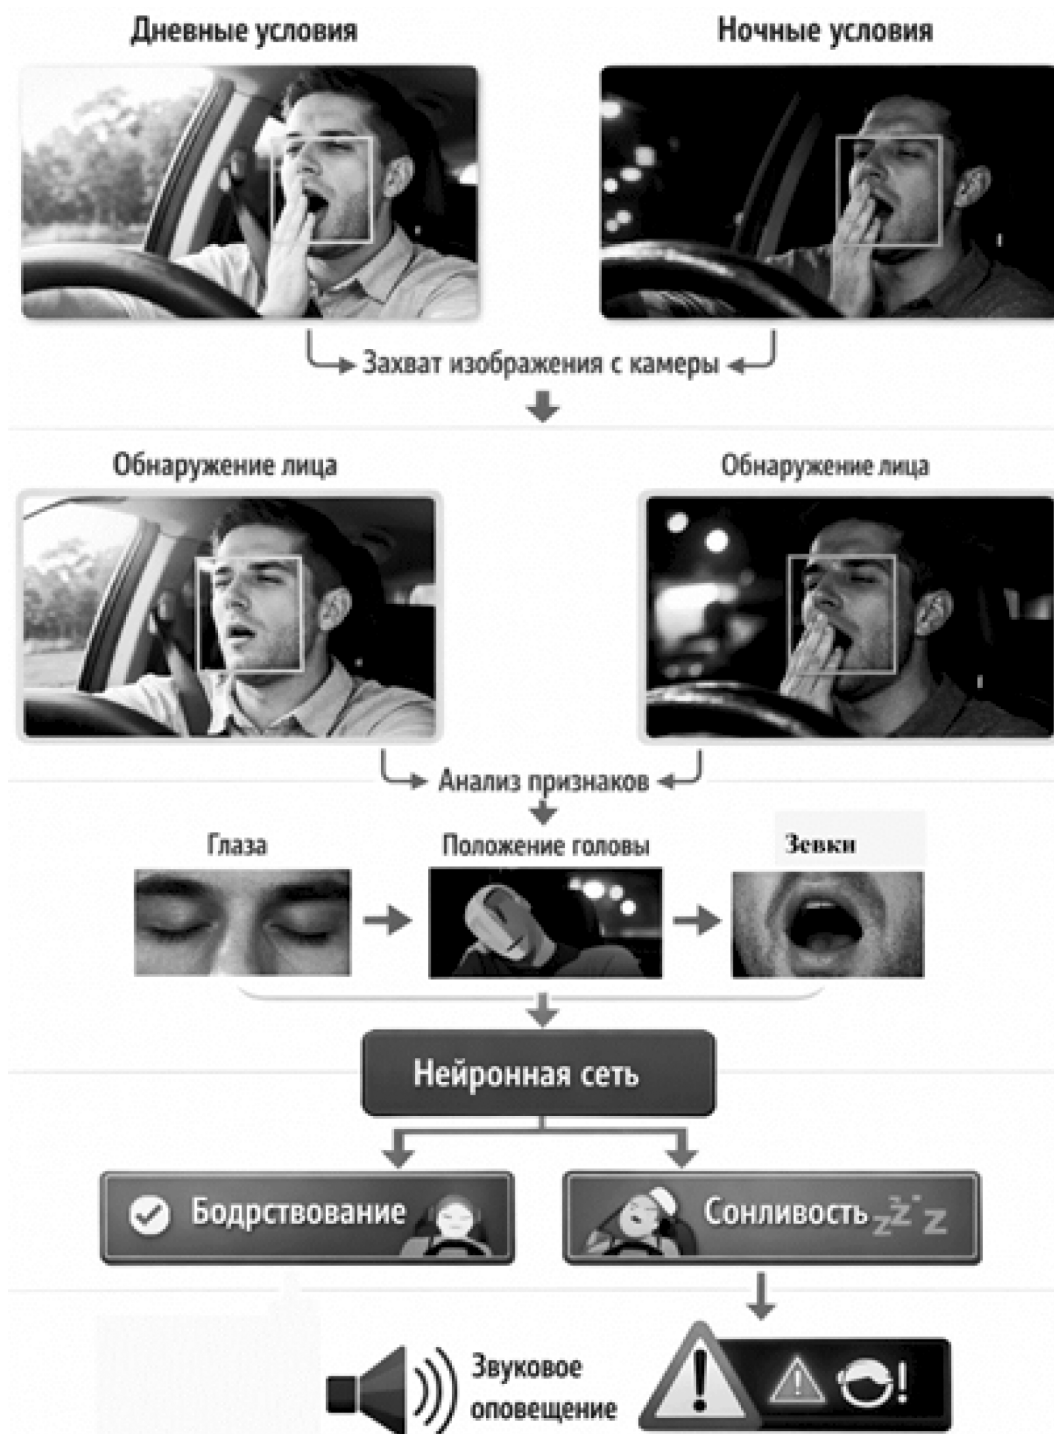 Дневные условия
Ночные условия
Захват изображения с камеры
Обнаружение лица
Обнаружение лица
Анализ признаков
Глаза
Положение головы
Зевки
Нейронная сеть
Бодрствование
Сонливость zzz
Звуковое
оповещение
!
!
!